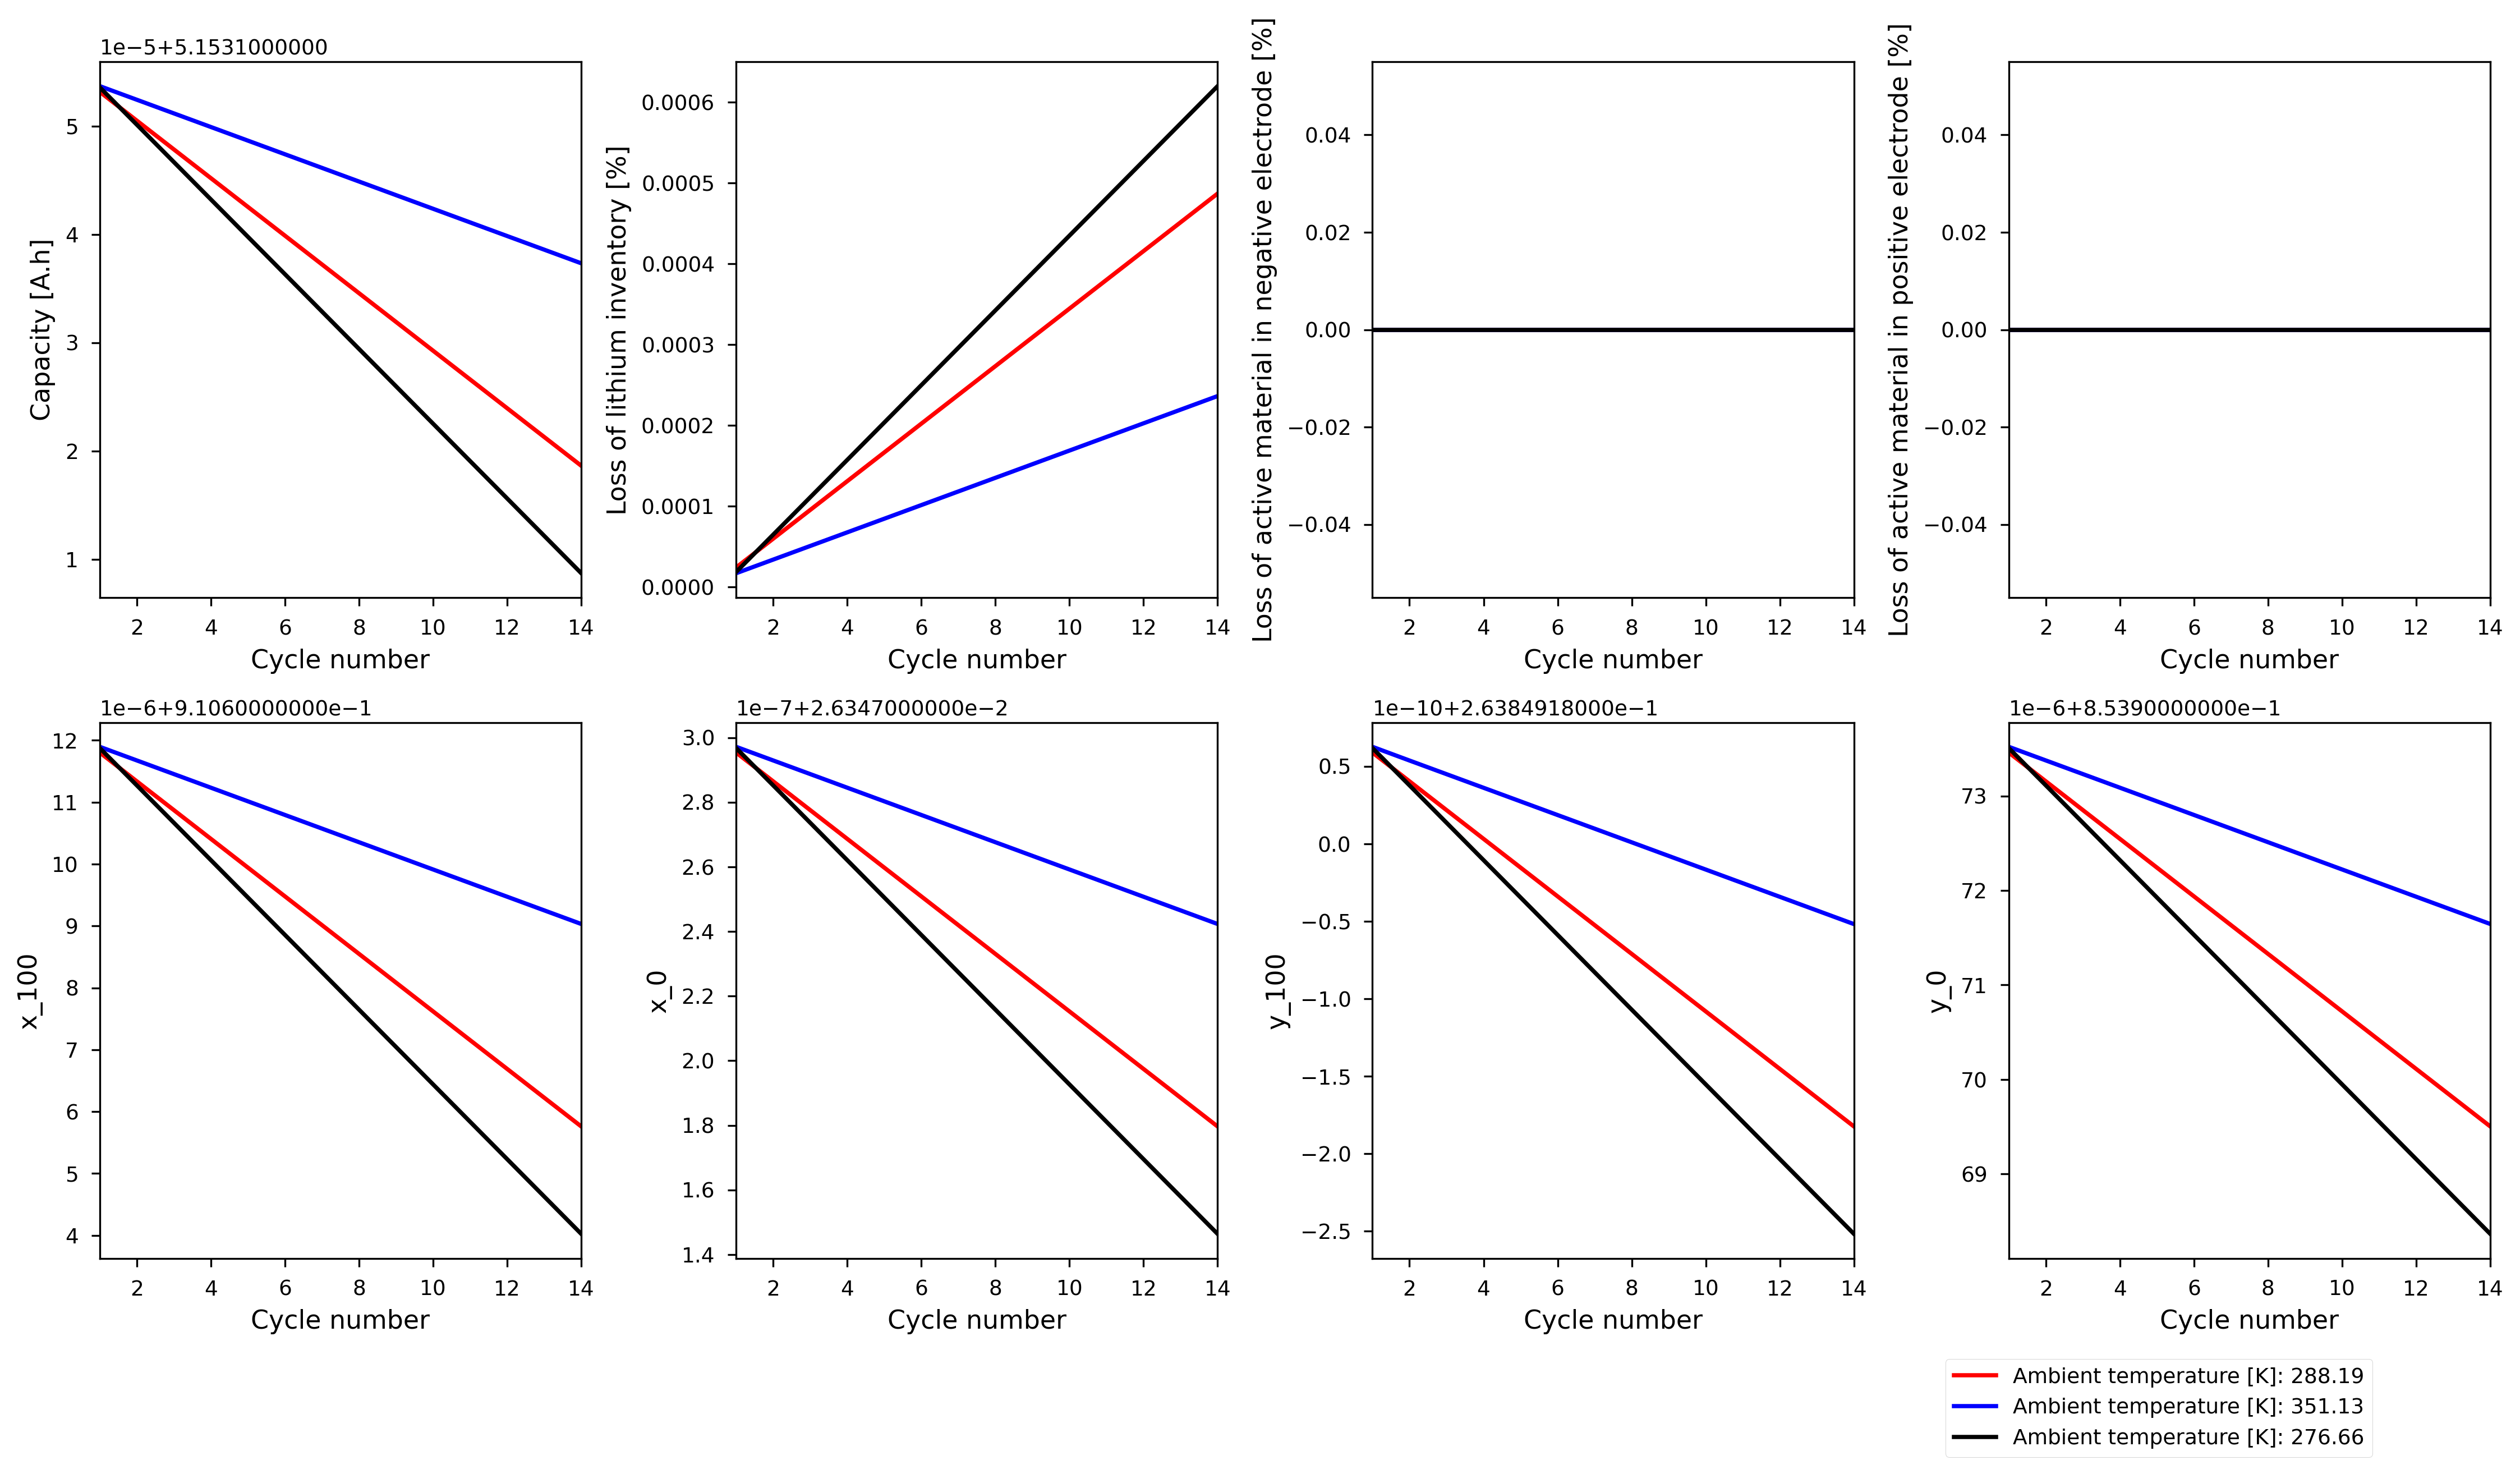 1e−5+5.1531000000
Capacity [A.h]
5
4
3
2
1
2 4 6 8 10 12 14
Cycle number
Loss of lithium inventory [%]
0.0006
0.0005
0.0004
0.0003
0.0002
0.0001
0.0000
2 4 6 8 10 12 14
Cycle number
Loss of active material in negative electrode [%]
0.04
0.02
0.00
−0.02
−0.04
2 4 6 8 10 12 14
Cycle number
Loss of active material in positive electrode [%]
0.04
0.02
0.00
−0.02
−0.04
2 4 6 8 10 12 14
Cycle number
1e−6+9.1060000000e−1
x_100
12
11
10
9
8
7
6
5
4
2 4 6 8 10 12 14
Cycle number
1e−7+2.6347000000e−2
x_0
3.0
2.8
2.6
2.4
2.2
2.0
1.8
1.6
1.4
2 4 6 8 10 12 14
Cycle number
1e−10+2.6384918000e−1
y_100
0.5
0.0
−0.5
−1.0
−1.5
−2.0
−2.5
2 4 6 8 10 12 14
Cycle number
1e−6+8.5390000000e−1
y_0
73
72
71
70
69
2 4 6 8 10 12 14
Cycle number
Ambient temperature [K]: 288.19
Ambient temperature [K]: 351.13
Ambient temperature [K]: 276.66